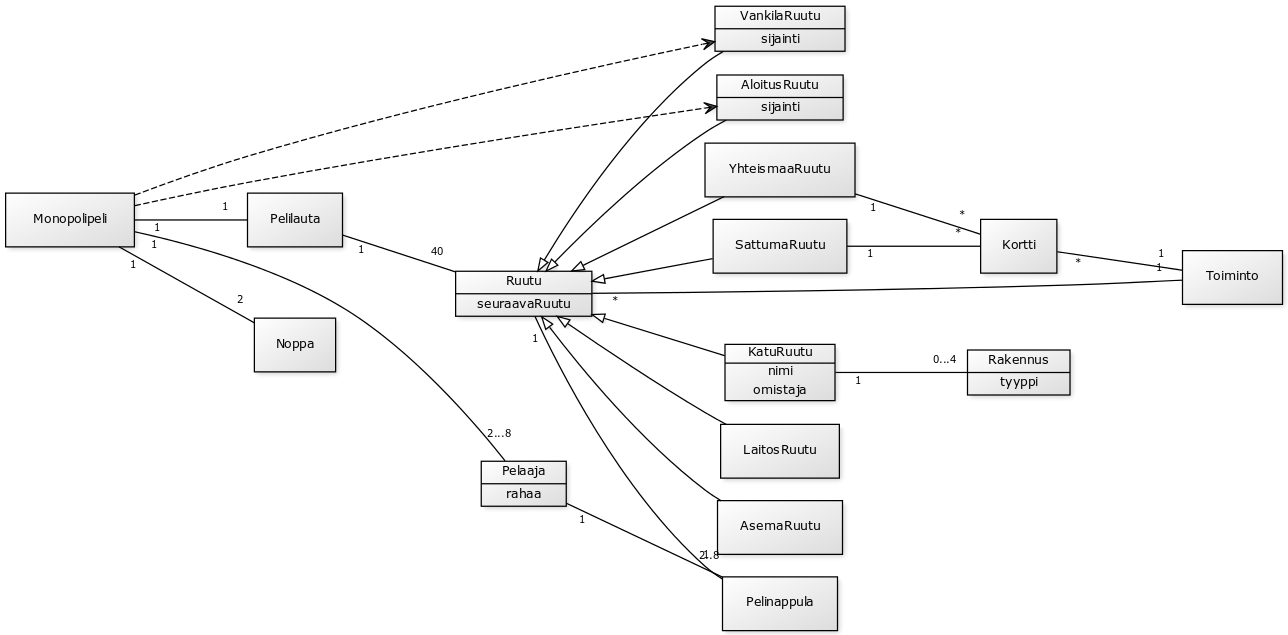 VankilaRuutu
sijainti
AloitusRuutu
sijainti
YhteismaaRuutu
1
*
Monopolipeli
1
1
1
1
Pelilauta
1
40
SattumaRuutu
1
*
Kortti
*
1
1
Toiminto
Ruutu
seuraavaRuutu
*
1
2
Noppa
KatuRuutu
nimi
omistaja
1
0...4
Rakennus
tyyppi
LaitosRuutu
2...8
Pelaaja
rahaa
1
AsemaRuutu
1
2...8
Pelinappula